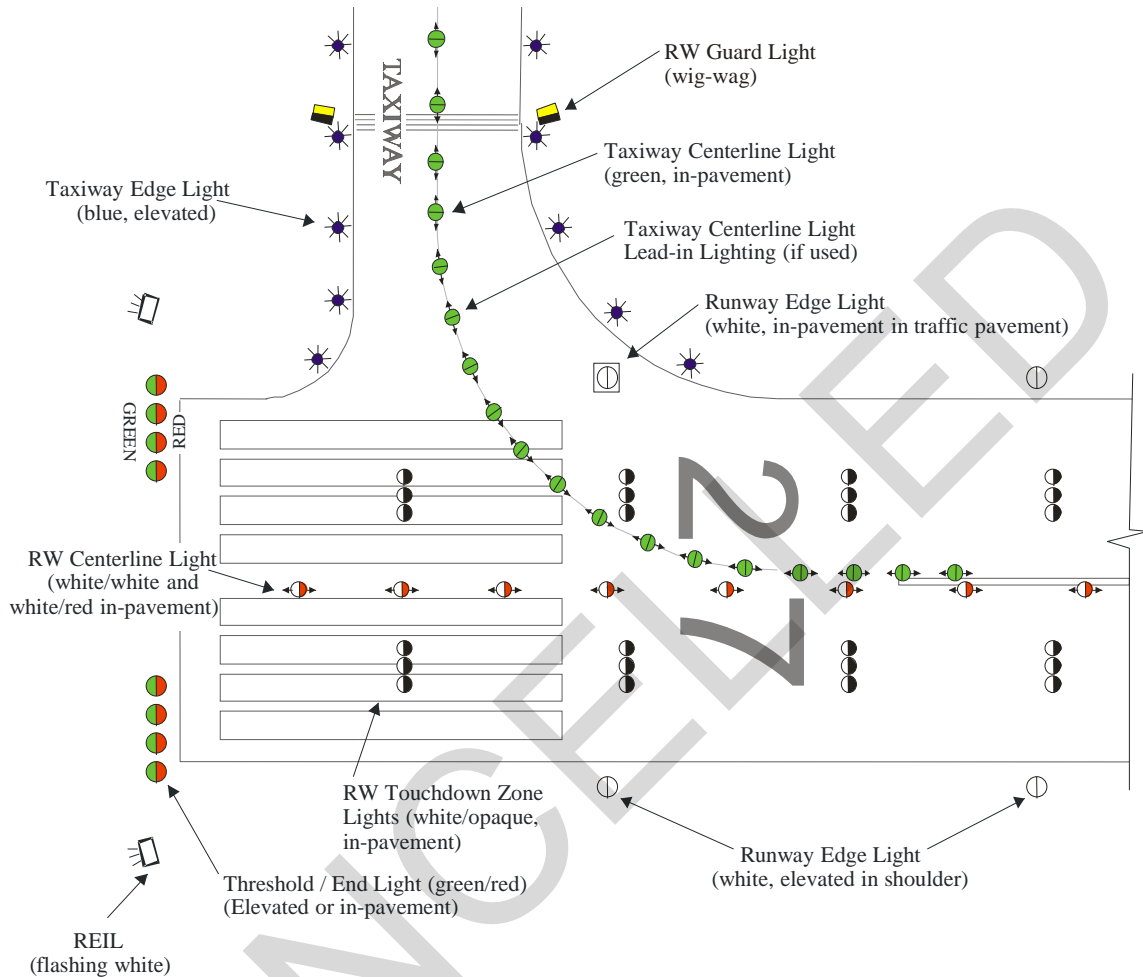 TAXIWAY
RW Guard Light
(wig-wag)
Taxiway Centerline Light
(green, in-pavement)
Taxiway Edge Light
(blue, elevated)
Taxiway Centerline Light
Lead-in Lighting (if used)
Runway Edge Light
(white, in-pavement in traffic pavement)
GREEN
RED
27
RW Centerline Light
(white/white and
white/red in-pavement)
RW Touchdown Zone
Lights (white/opaque,
in-pavement)
Runway Edge Light
(white, elevated in shoulder)
Threshold / End Light (green/red)
(Elevated or in-pavement)
REIL
(flashing white)
NCELLED